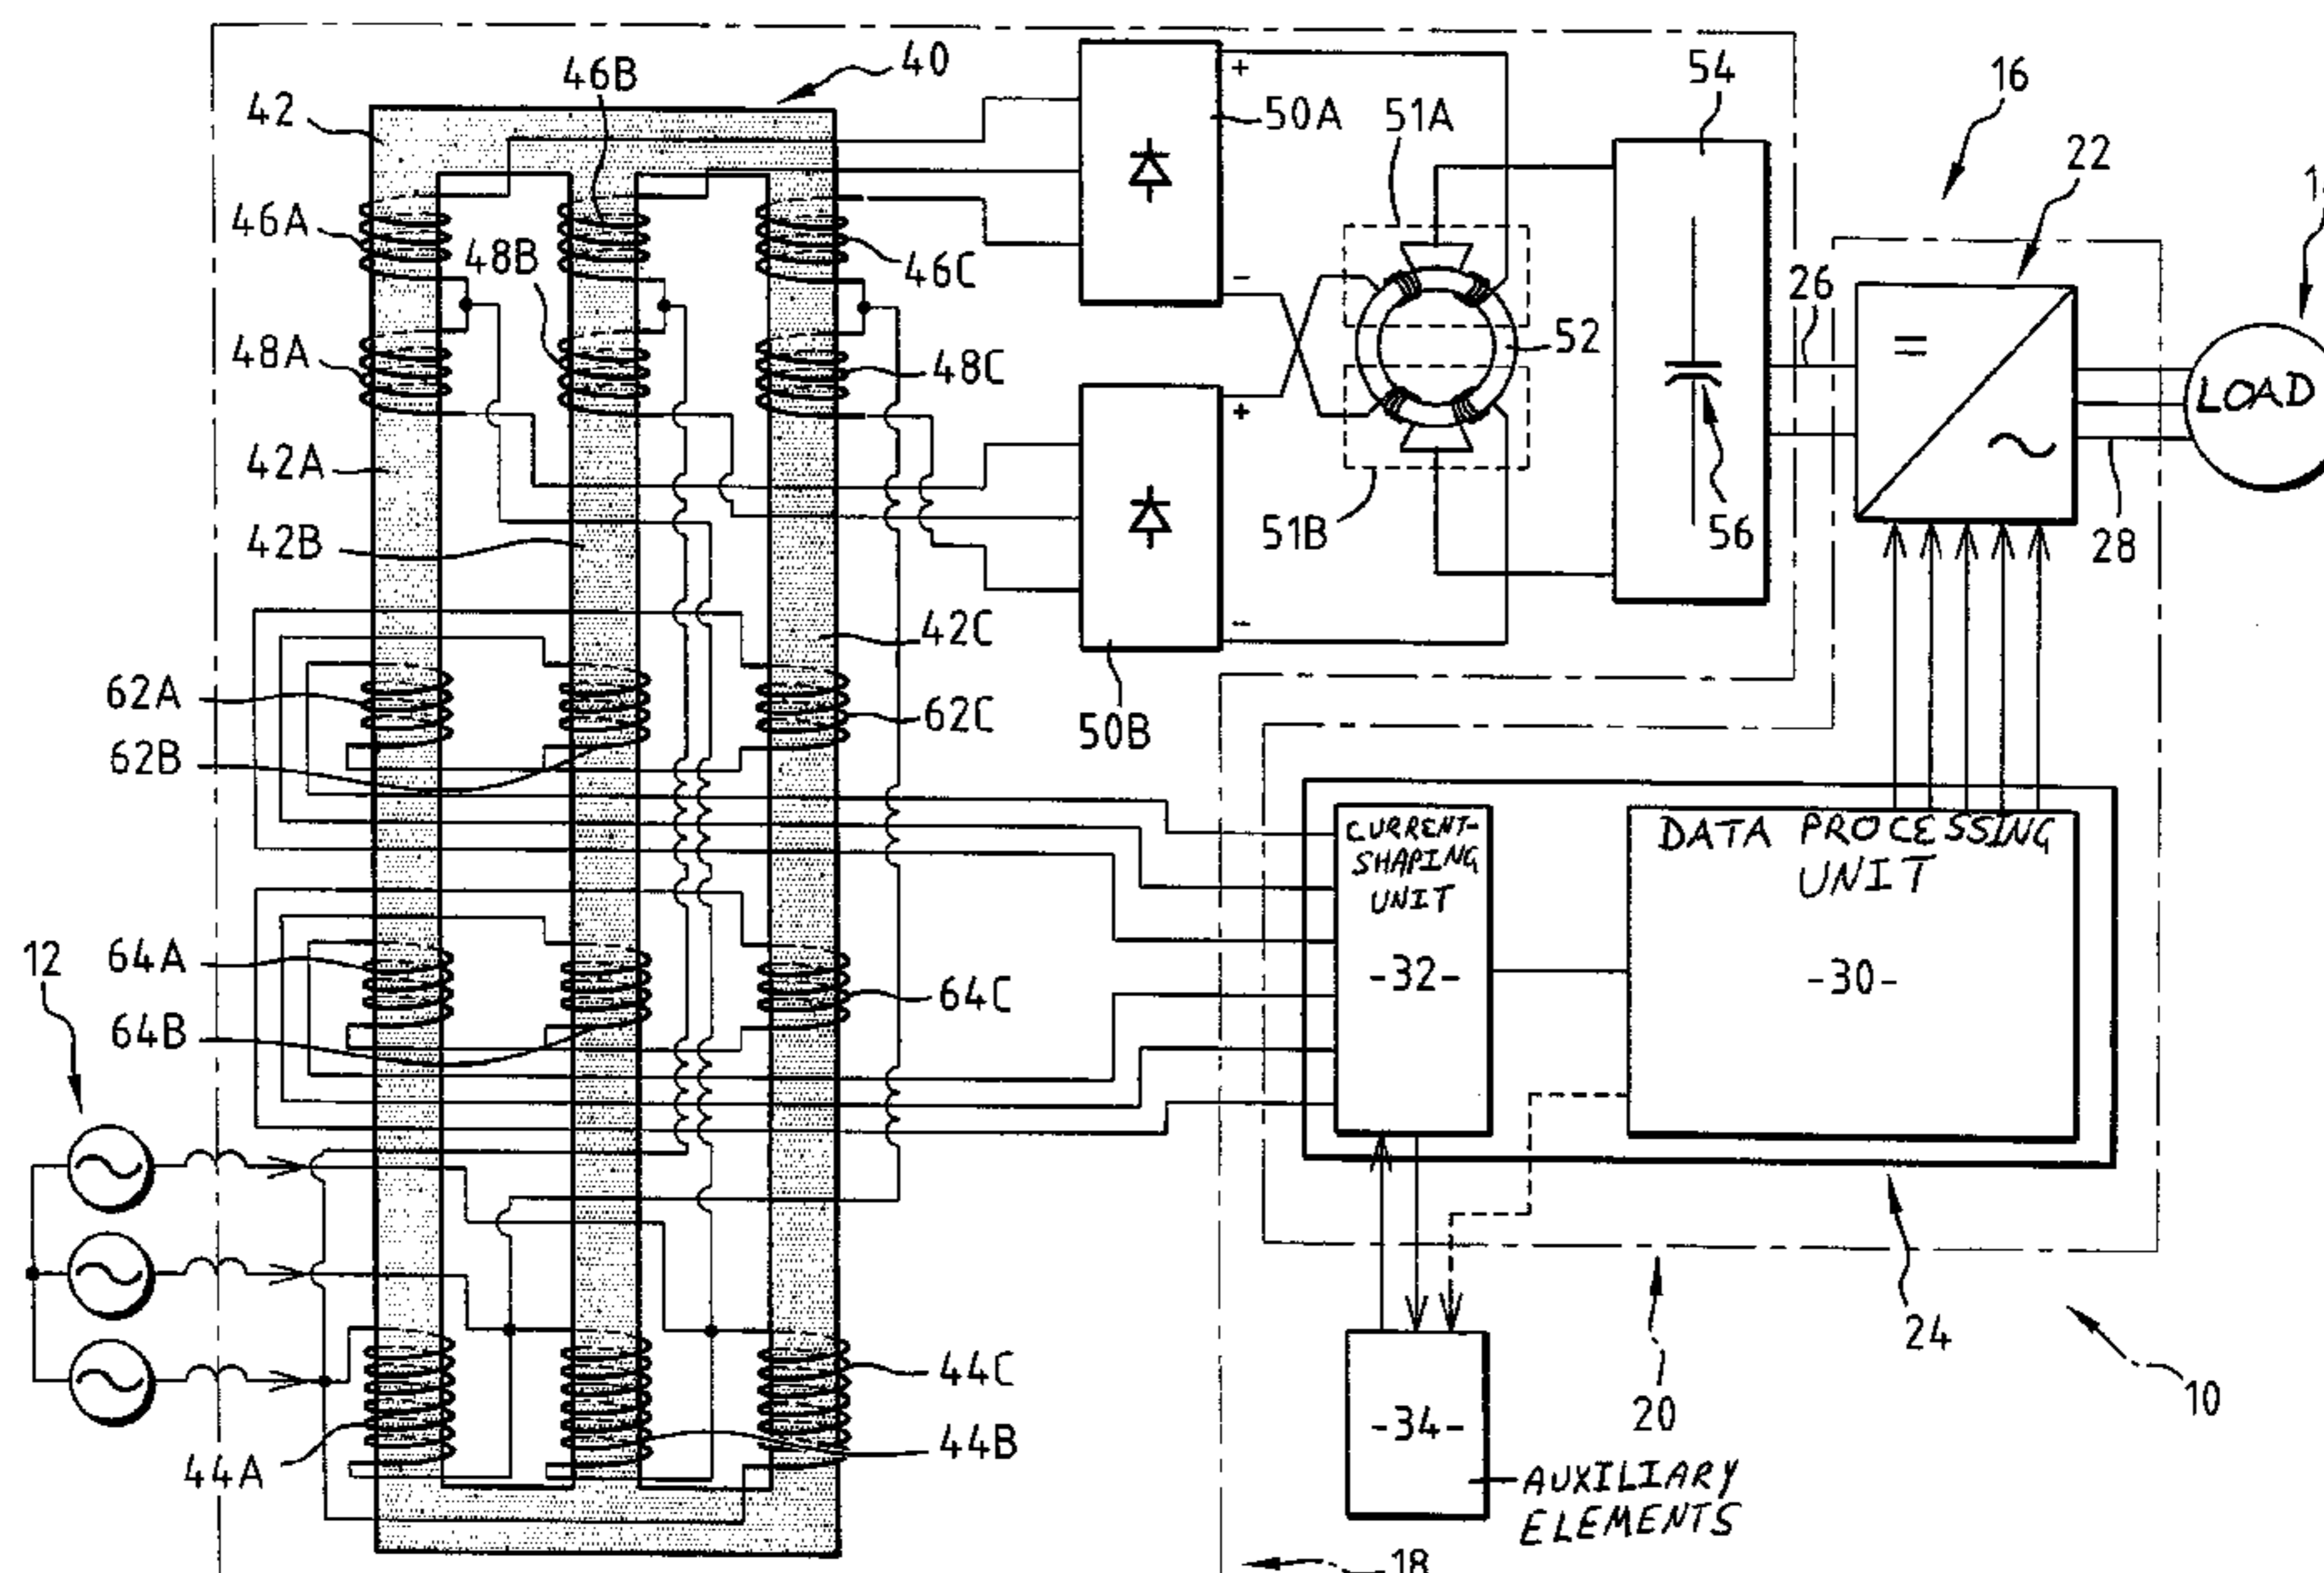 40
46B
54
16
42
50A
51A
22
46A
48B
46C
26
52
48A
48C
LOAD
42A
51B
56
28
42B
42C
62A
62C
50B
62B
CURRENT-
SHAPING
UNIT
-32-
DATA PROCESSING
UNIT
-30-
12
64A
64C
64B
24
44C
20
10
-34-
44B
44A
AUXILIARY
ELEMENTS
18
+
-
+
-
=